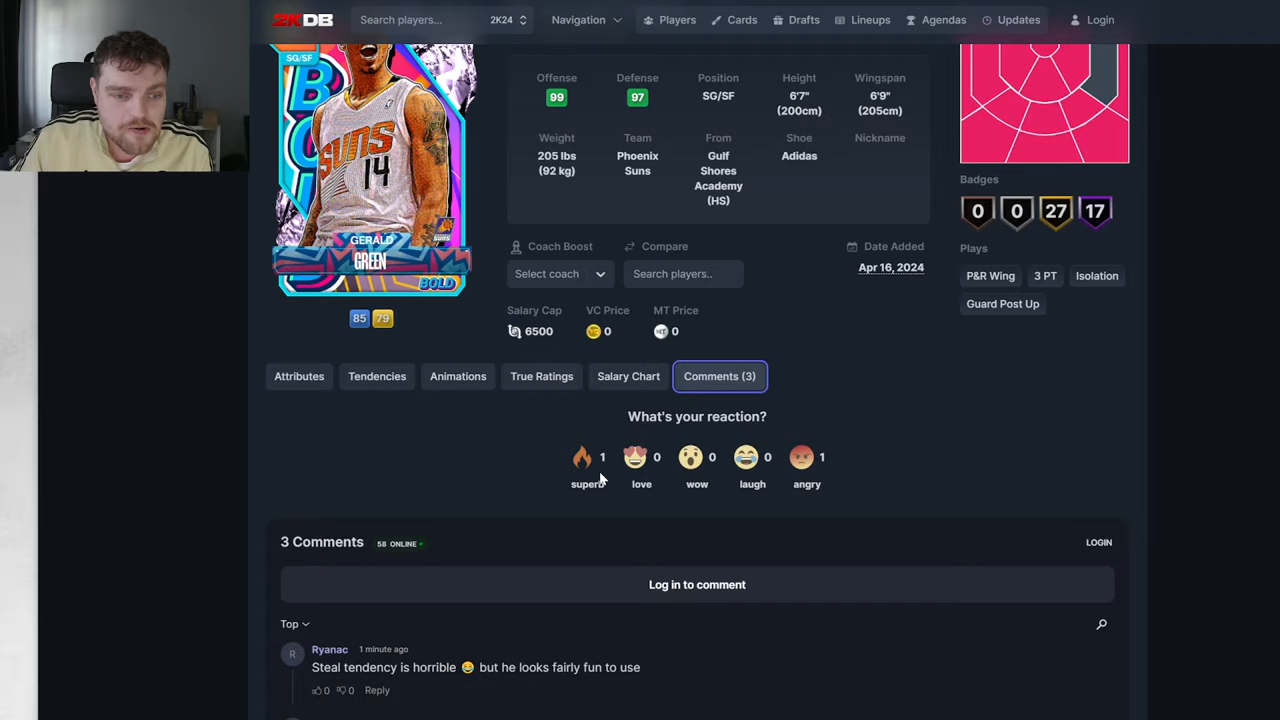 2KDB
Search players...
2K24
Navigation
Players
Cards
Drafts
Lineups
Agendas
Updates
Login
SG/SF
BOLD
SUNS
14
SUNS
GERALD
GREEN
BOLD
85 79
Offense Defense Position Height Wingspan
99 97 SG/SF 6'7" 6'9"
(200cm) (205cm)
Weight Team From Shoe Nickname
205 lbs Phoenix Gulf Adidas
(92 kg) Suns Shores
Academy
(HS)
Coach Boost Compare Date Added
Select coach Search players.. Apr 16, 2024
Salary Cap VC Price MT Price
6500 VC 0 MT 0
Badges
0 0 27 17
Plays
P&R Wing 3 PT Isolation
Guard Post Up
Attributes Tendencies Animations True Ratings Salary Chart Comments (3)
What's your reaction?
1 0 0 0 1
superb love wow laugh angry
3 Comments 58 ONLINE LOGIN
Log in to comment
Top
R Ryanac 1 minute ago
Steal tendency is horrible 😂 but he looks fairly fun to use
0 0 Reply